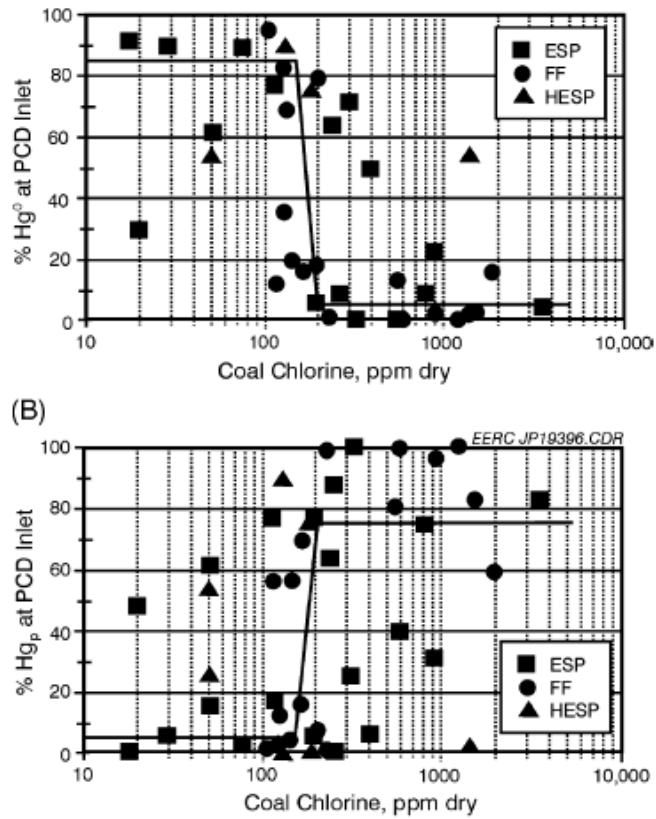 100
80
60
40
20
0
% Hg⁰ at PCD Inlet
ESP
FF
HESP
10 100 1000 10,000
Coal Chlorine, ppm dry
(B)
EERC JP19396.CDR
100
80
60
40
20
0
% Hgₚ at PCD Inlet
ESP
FF
HESP
10 100 1000 10,000
Coal Chlorine, ppm dry